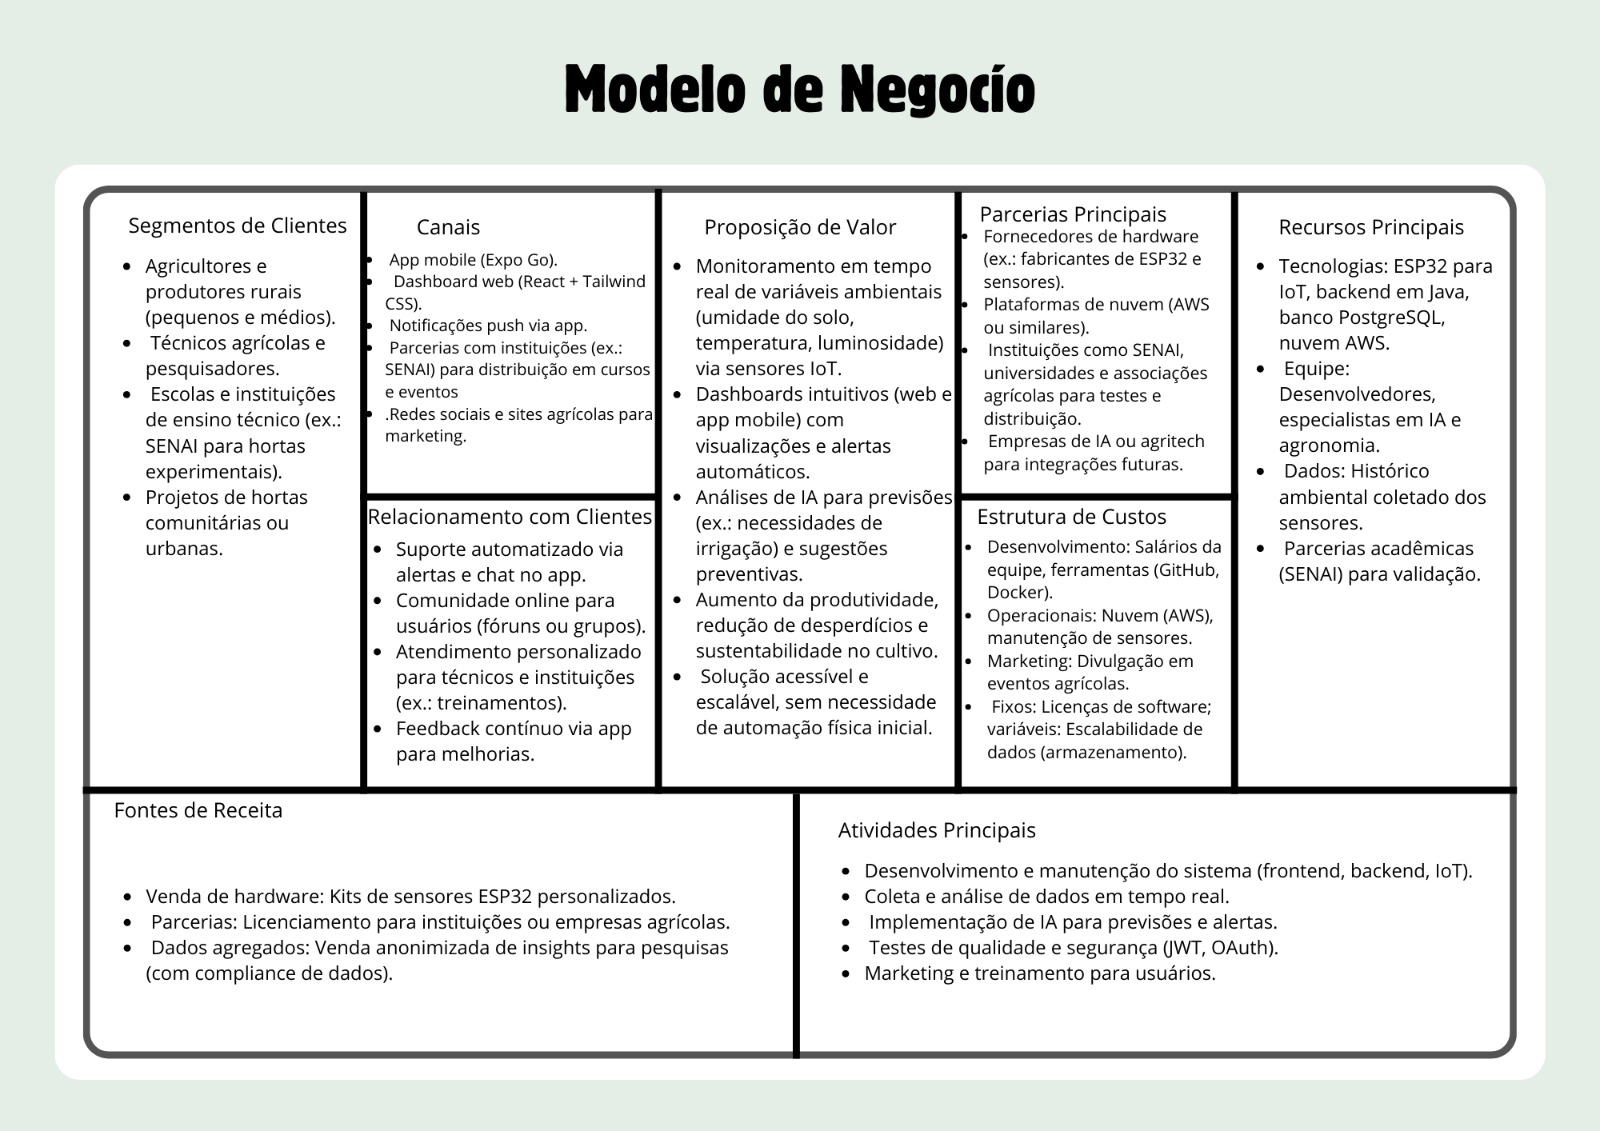 Modelo de Negocío
Segmentos de Clientes
Agricultores e
produtores rurais
(pequenos e médios).
Técnicos agrícolas e
pesquisadores.
Escolas e instituições
de ensino técnico (ex.:
SENAI para hortas
experimentais).
Projetos de hortas
comunitárias ou
urbanas.
Canais
App mobile (Expo Go).
Dashboard web (React + Tailwind
CSS).
Notificações push via app.
Parcerias com instituições (ex.:
SENAI) para distribuição em cursos
e eventos
.Redes sociais e sites agrícolas para
marketing.
Relacionamento com Clientes
Suporte automatizado via
alertas e chat no app.
Comunidade online para
usuários (fóruns ou grupos).
Atendimento personalizado
para técnicos e instituições
(ex.: treinamentos).
Feedback contínuo via app
para melhorias.
Proposição de Valor
Monitoramento em tempo
real de variáveis ambientais
(umidade do solo,
temperatura, luminosidade)
via sensores IoT.
Dashboards intuitivos (web e
app mobile) com
visualizações e alertas
automáticos.
Análises de IA para previsões
(ex.: necessidades de
irrigação) e sugestões
preventivas.
Aumento da produtividade,
redução de desperdícios e
sustentabilidade no cultivo.
Solução acessível e
escalável, sem necessidade
de automação física inicial.
Parcerias Principais
Fornecedores de hardware
(ex.: fabricantes de ESP32 e
sensores).
Plataformas de nuvem (AWS
ou similares).
Instituições como SENAI,
universidades e associações
agrícolas para testes e
distribuição.
Empresas de IA ou agritech
para integrações futuras.
Estrutura de Custos
Desenvolvimento: Salários da
equipe, ferramentas (GitHub,
Docker).
Operacionais: Nuvem (AWS),
manutenção de sensores.
Marketing: Divulgação em
eventos agrícolas.
Fixos: Licenças de software;
variáveis: Escalabilidade de
dados (armazenamento).
Recursos Principais
Tecnologias: ESP32 para
IoT, backend em Java,
banco PostgreSQL,
nuvem AWS.
Equipe:
Desenvolvedores,
especialistas em IA e
agronomia.
Dados: Histórico
ambiental coletado dos
sensores.
Parcerias acadêmicas
(SENAI) para validação.
Fontes de Receita
Venda de hardware: Kits de sensores ESP32 personalizados.
Parcerias: Licenciamento para instituições ou empresas agrícolas.
Dados agregados: Venda anonimizada de insights para pesquisas
(com compliance de dados).
Atividades Principais
Desenvolvimento e manutenção do sistema (frontend, backend, IoT).
Coleta e análise de dados em tempo real.
Implementação de IA para previsões e alertas.
Testes de qualidade e segurança (JWT, OAuth).
Marketing e treinamento para usuários.